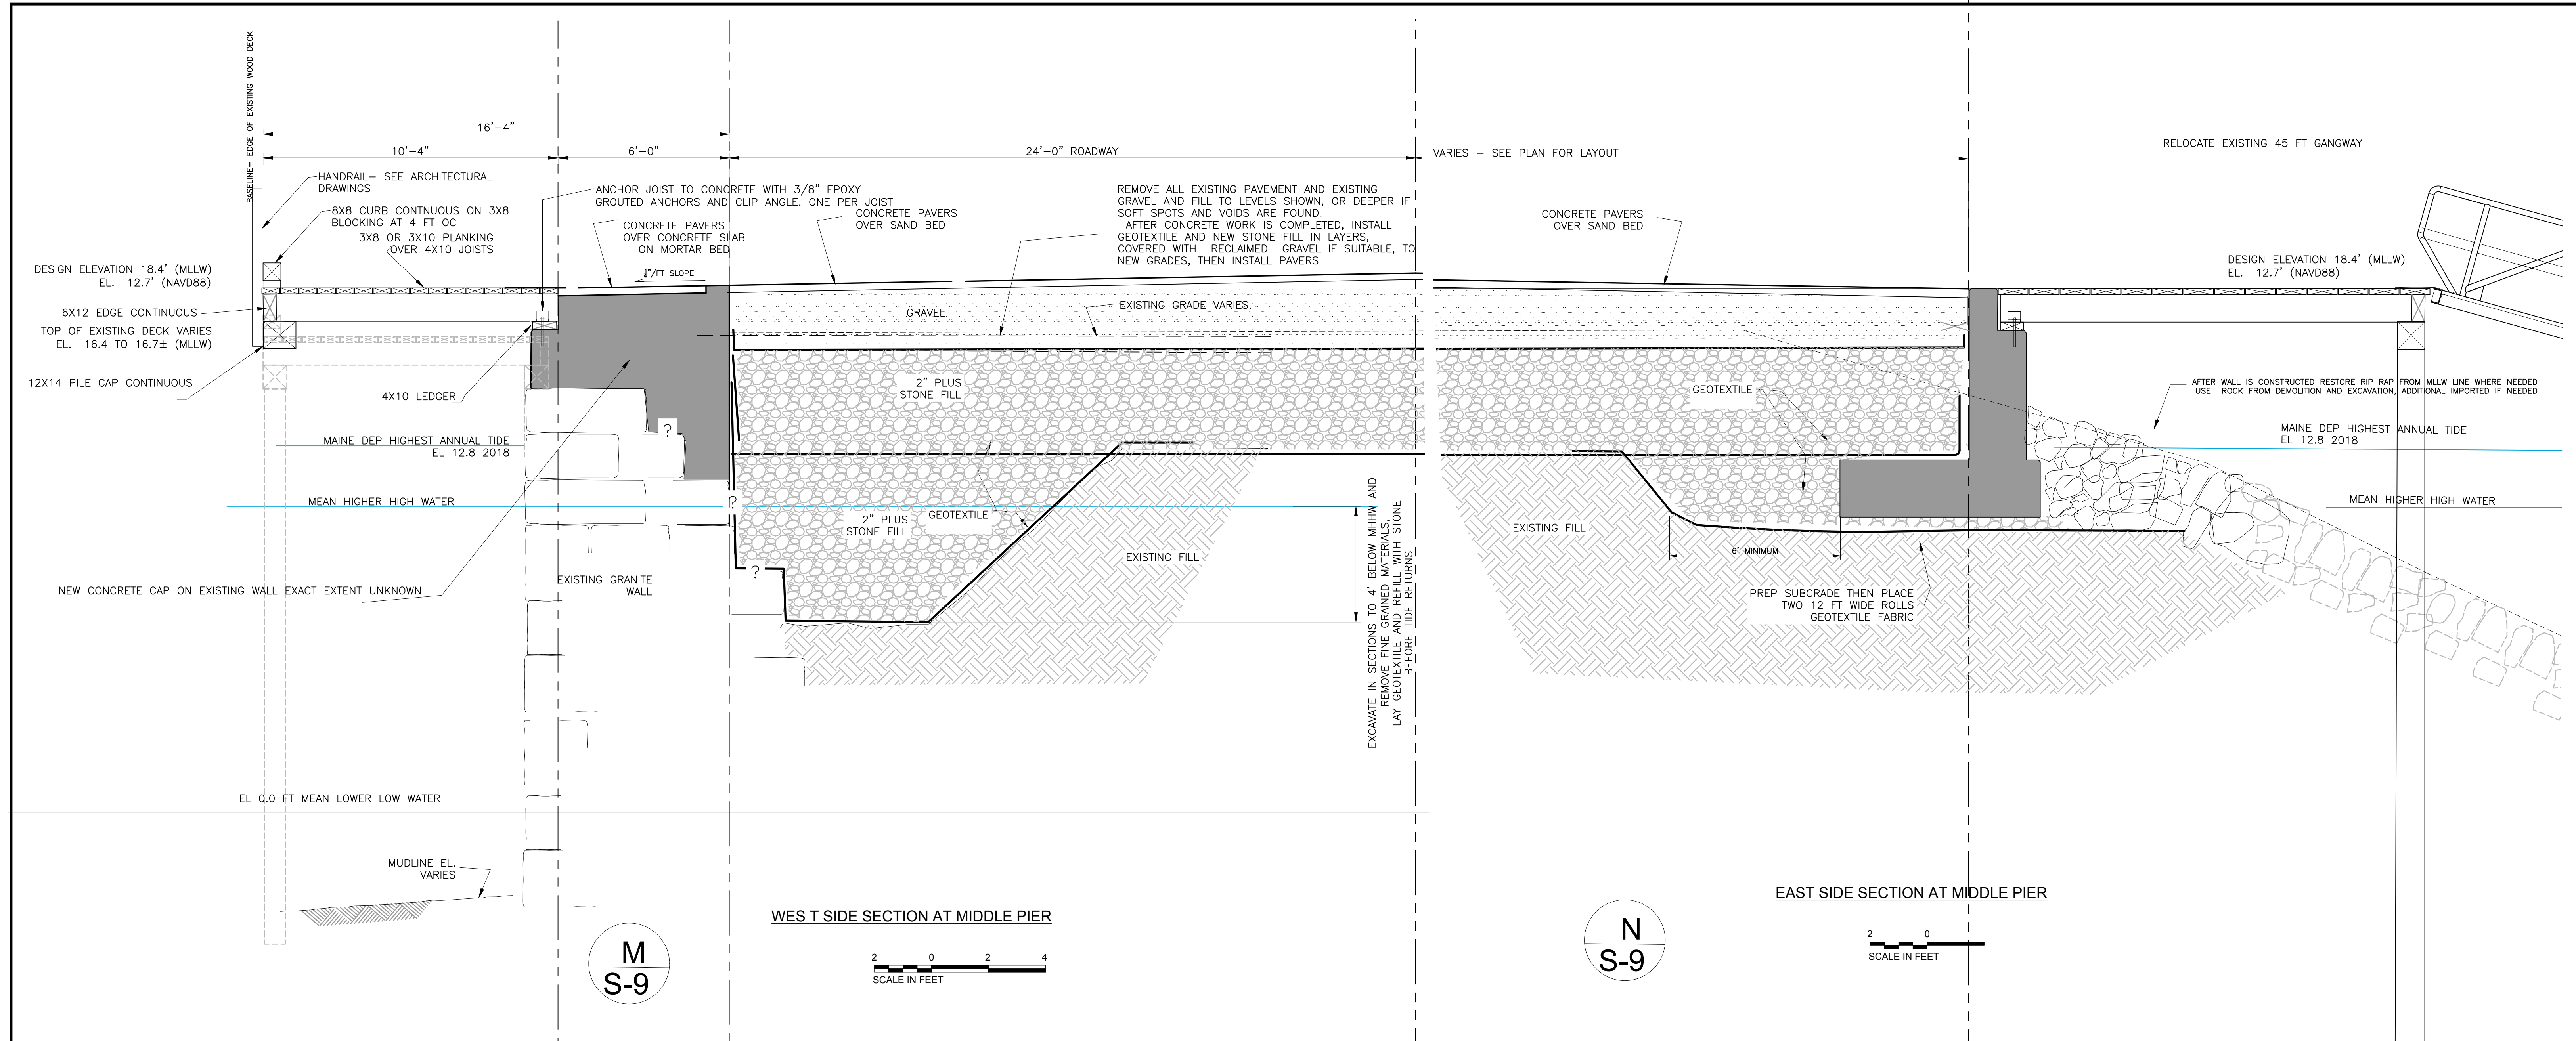 BASELINE= EDGE OF EXISTING WOOD DECK
16'-4"
10'-4"
6'-0"
24'-0" ROADWAY
VARIES - SEE PLAN FOR LAYOUT
RELOCATE EXISTING 45 FT GANGWAY
HANDRAIL- SEE ARCHITECTURAL
DRAWINGS
8X8 CURB CONTNUOUS ON 3X8
BLOCKING AT 4 FT OC
3X8 OR 3X10 PLANKING
OVER 4X10 JOISTS
ANCHOR JOIST TO CONCRETE WITH 3/8" EPOXY
GROUTED ANCHORS AND CLIP ANGLE. ONE PER JOIST
CONCRETE PAVERS
OVER CONCRETE SLAB
ON MORTAR BED
CONCRETE PAVERS
OVER SAND BED
REMOVE ALL EXISTING PAVEMENT AND EXISTING
GRAVEL AND FILL TO LEVELS SHOWN, OR DEEPER IF
SOFT SPOTS AND VOIDS ARE FOUND.
AFTER CONCRETE WORK IS COMPLETED, INSTALL
GEOTEXTILE AND NEW STONE FILL IN LAYERS,
COVERED WITH RECLAIMED GRAVEL IF SUITABLE, TO
NEW GRADES, THEN INSTALL PAVERS
CONCRETE PAVERS
OVER SAND BED
DESIGN ELEVATION 18.4' (MLLW)
EL. 12.7' (NAVD88)
"/FT SLOPE
DESIGN ELEVATION 18.4' (MLLW)
EL. 12.7' (NAVD88)
6X12 EDGE CONTINUOUS
TOP OF EXISTING DECK VARIES
EL. 16.4 TO 16.7± (MLLW)
GRAVEL
EXISTING GRADE VARIES.
12X14 PILE CAP CONTINUOUS
4X10 LEDGER
2" PLUS
STONE FILL
GEOTEXTILE
AFTER WALL IS CONSTRUCTED RESTORE RIP RAP FROM MLLW LINE WHERE NEEDED
USE ROCK FROM DEMOLITION AND EXCAVATION, ADDITIONAL IMPORTED IF NEEDED
?
MAINE DEP HIGHEST ANNUAL TIDE
EL 12.8 2018
MAINE DEP HIGHEST ANNUAL TIDE
EL 12.8 2018
MEAN HIGHER HIGH WATER
?
2" PLUS
STONE FILL
GEOTEXTILE
EXISTING FILL
EXISTING FILL
MEAN HIGHER HIGH WATER
6' MINIMUM
?
EXISTING GRANITE
WALL
NEW CONCRETE CAP ON EXISTING WALL EXACT EXTENT UNKNOWN
EXCAVATE IN SECTIONS TO 4' BELOW MHHW AND
REMOVE FINE GRAINED MATERIALS,
LAY GEOTEXTILE AND REFILL WITH STONE
BEFORE TIDE RETURNS
PREP SUBGRADE THEN PLACE
TWO 12 FT WIDE ROLLS
GEOTEXTILE FABRIC
EL 0.0 FT MEAN LOWER LOW WATER
MUDLINE EL.
VARIES
WES T SIDE SECTION AT MIDDLE PIER
EAST SIDE SECTION AT MIDDLE PIER
M
S-9
2 0 2 4
SCALE IN FEET
N
S-9
2 0
SCALE IN FEET